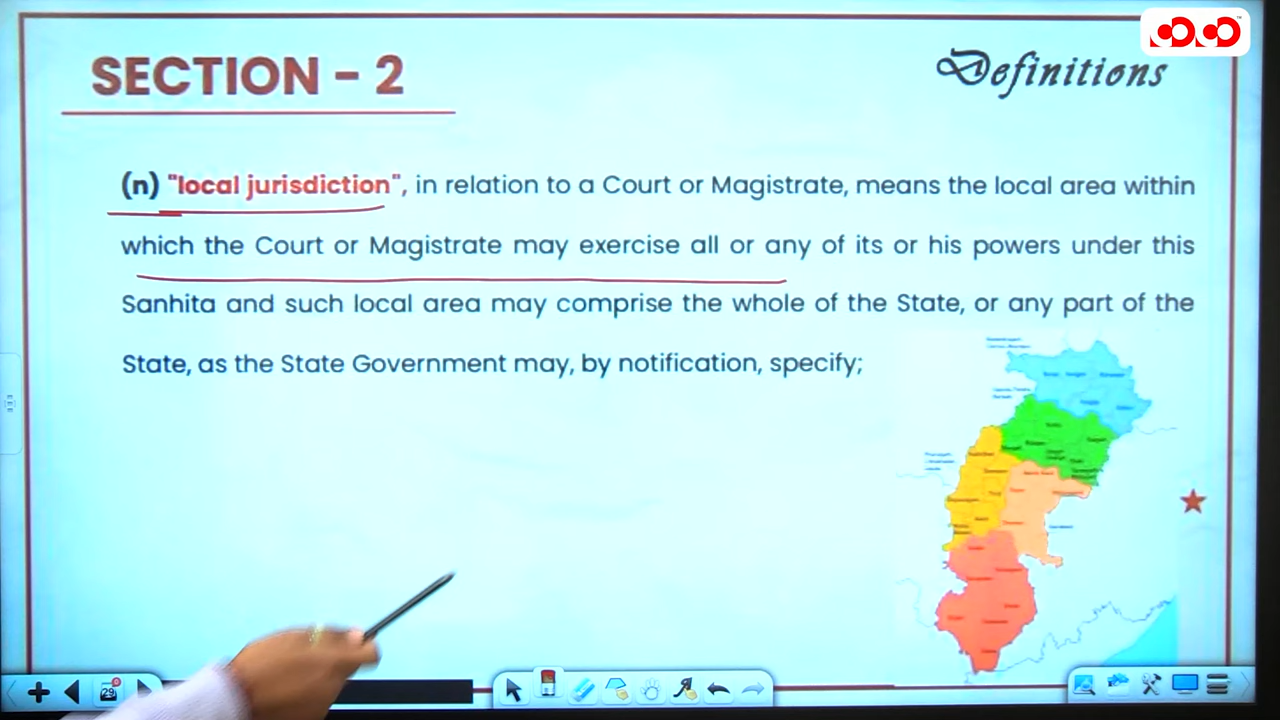 SECTION – 2
Definitions
(n) "local jurisdiction", in relation to a Court or Magistrate, means the local area within
which the Court or Magistrate may exercise all or any of its or his powers under this
Sanhita and such local area may comprise the whole of the State, or any part of the
State, as the State Government may, by notification, specify;
29